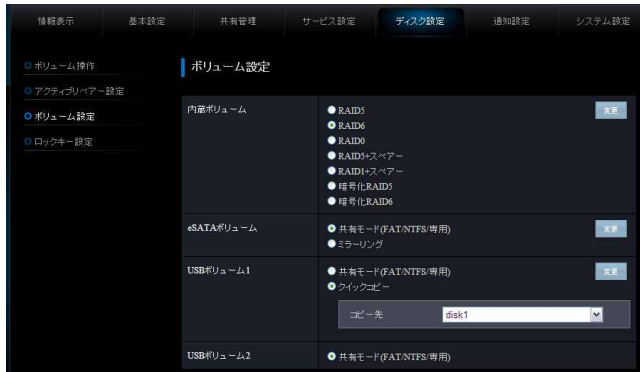 情報表示 基本設定 共有管理 サービス設定 ディスク設定 通知設定 システム設定
ボリューム操作
アクティブリペアー設定
ボリューム設定
ロックキー設定
ボリューム設定
内蔵ボリューム
RAID5
RAID6
RAID0
RAID5+スペアー
RAID1+スペアー
暗号化RAID5
暗号化RAID6
変更
eSATAボリューム
共有モード(FAT/NTFS/専用)
ミラーリング
変更
USBボリューム1
共有モード(FAT/NTFS/専用)
クイックコピー
変更
コピー先 disk1
USBボリューム2
共有モード(FAT/NTFS/専用)